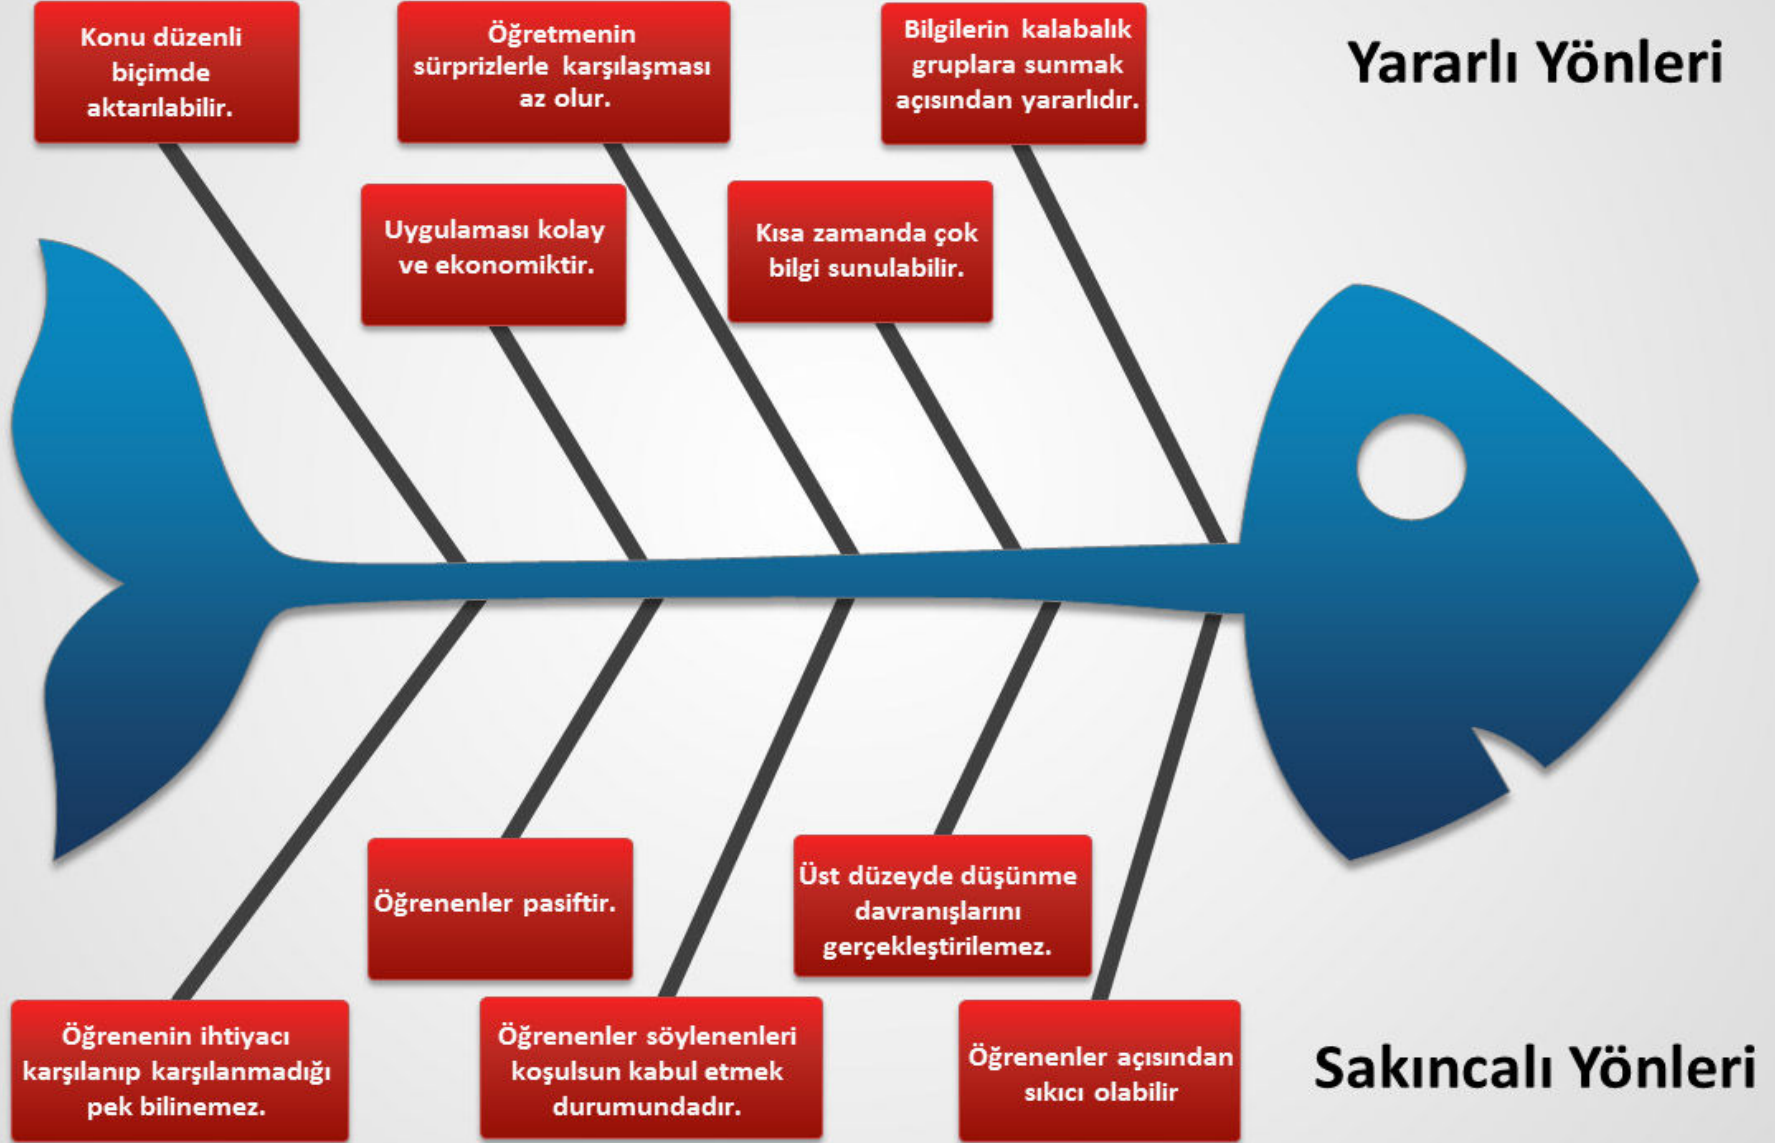 Konu düzenli
biçimde
aktarılabilir.
Öğretmenin
sürprizlerle karşılaşması
az olur.
Bilgilerin kalabalık
gruplara sunmak
açısından yararlıdır.
Yararlı Yönleri
Uygulaması kolay
ve ekonomiktir.
Kısa zamanda çok
bilgi sunulabilir.
Öğrenenler pasiftir.
Üst düzeyde düşünme
davranışlarını
gerçekleştirilemez.
Öğrenenin ihtiyacı
karşılanıp karşılanmadığı
pek bilinemez.
Öğrenenler söylenenleri
koşulsun kabul etmek
durumundadır.
Öğrenenler açısından
sıkıcı olabilir
Sakıncalı Yönleri